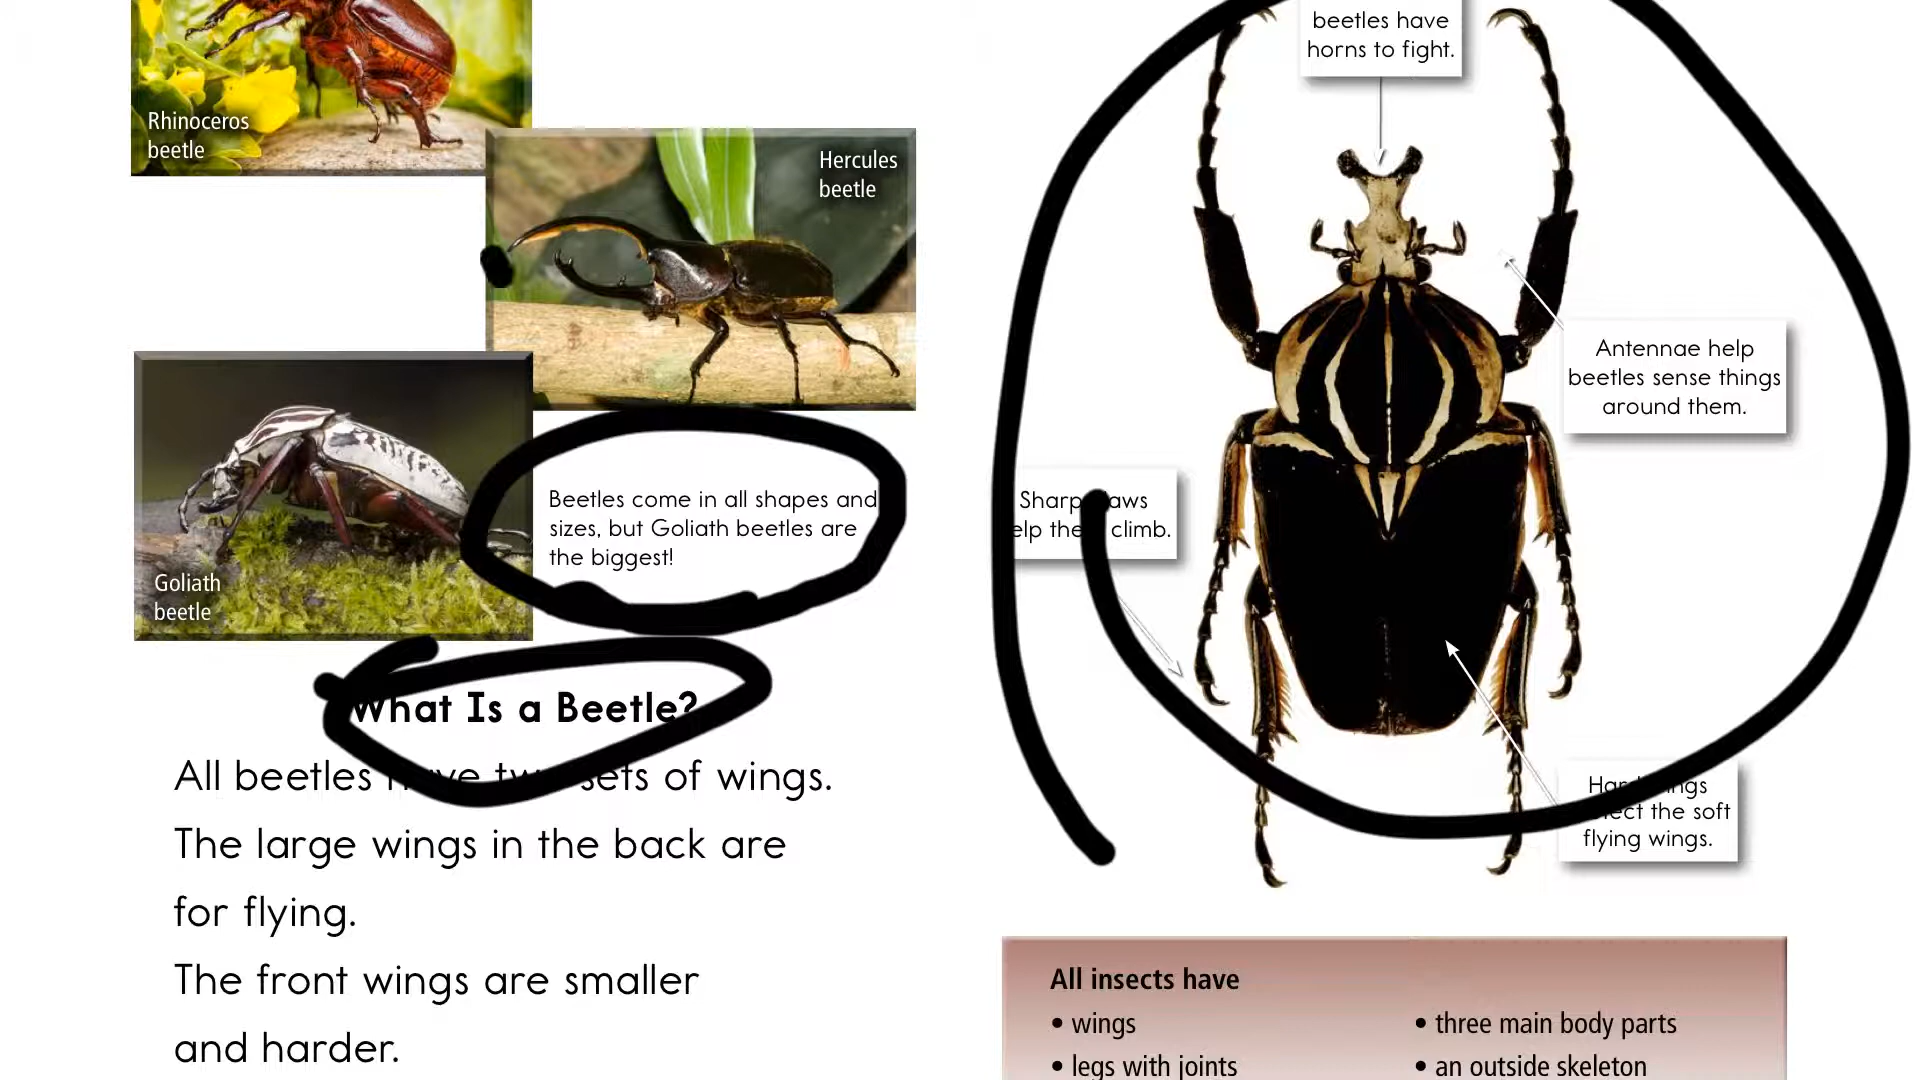 Rhinoceros
beetle
Hercules
beetle
Goliath
beetle
Beetles come in all shapes and
sizes, but Goliath beetles are
the biggest!
What Is a Beetle?
All beetles sets of wings.
The large wings in the back are
for flying.
The front wings are smaller
and harder.
beetles have
horns to fight.
Antennae help
beetles sense things
around them.
Sharp
climb.
the soft
flying wings.
All insects have
• wings
• legs with joints
• three main body parts
• an outside skeleton